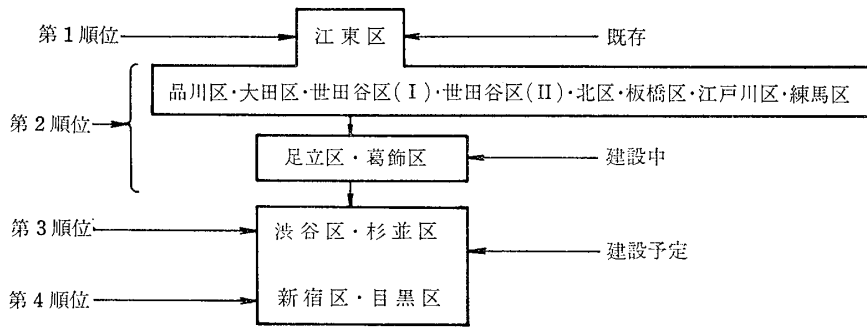 第1順位 江東区 既存
品川区・大田区・世田谷区(Ⅰ)・世田谷区(Ⅱ)・北区・板橋区・江戸川区・練馬区
第2順位
足立区・葛飾区 建設中
第3順位 渋谷区・杉並区
建設予定
第4順位 新宿区・目黒区